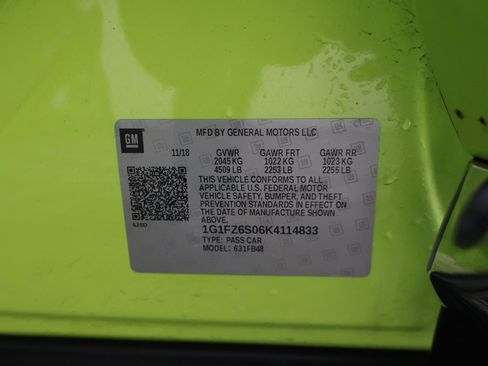 GM
MFD BY GENERAL MOTORS LLC
11/18 GVWR GAWR FRT GAWR RR
2045 KG 1022 KG 1023 KG
4509 LB 2253 LB 2255 LB
THIS VEHICLE CONFORMS TO ALL
APPLICABLE U.S. FEDERAL MOTOR
VEHICLE SAFETY, BUMPER, AND THEFT
PREVENTION STANDARDS IN EFFECT ON
THE DATE OF MANUFACTURE SHOWN
ABOVE.
1G1FZ6S06K4114833
TYPE: PASS CAR
MODEL: 631FB48